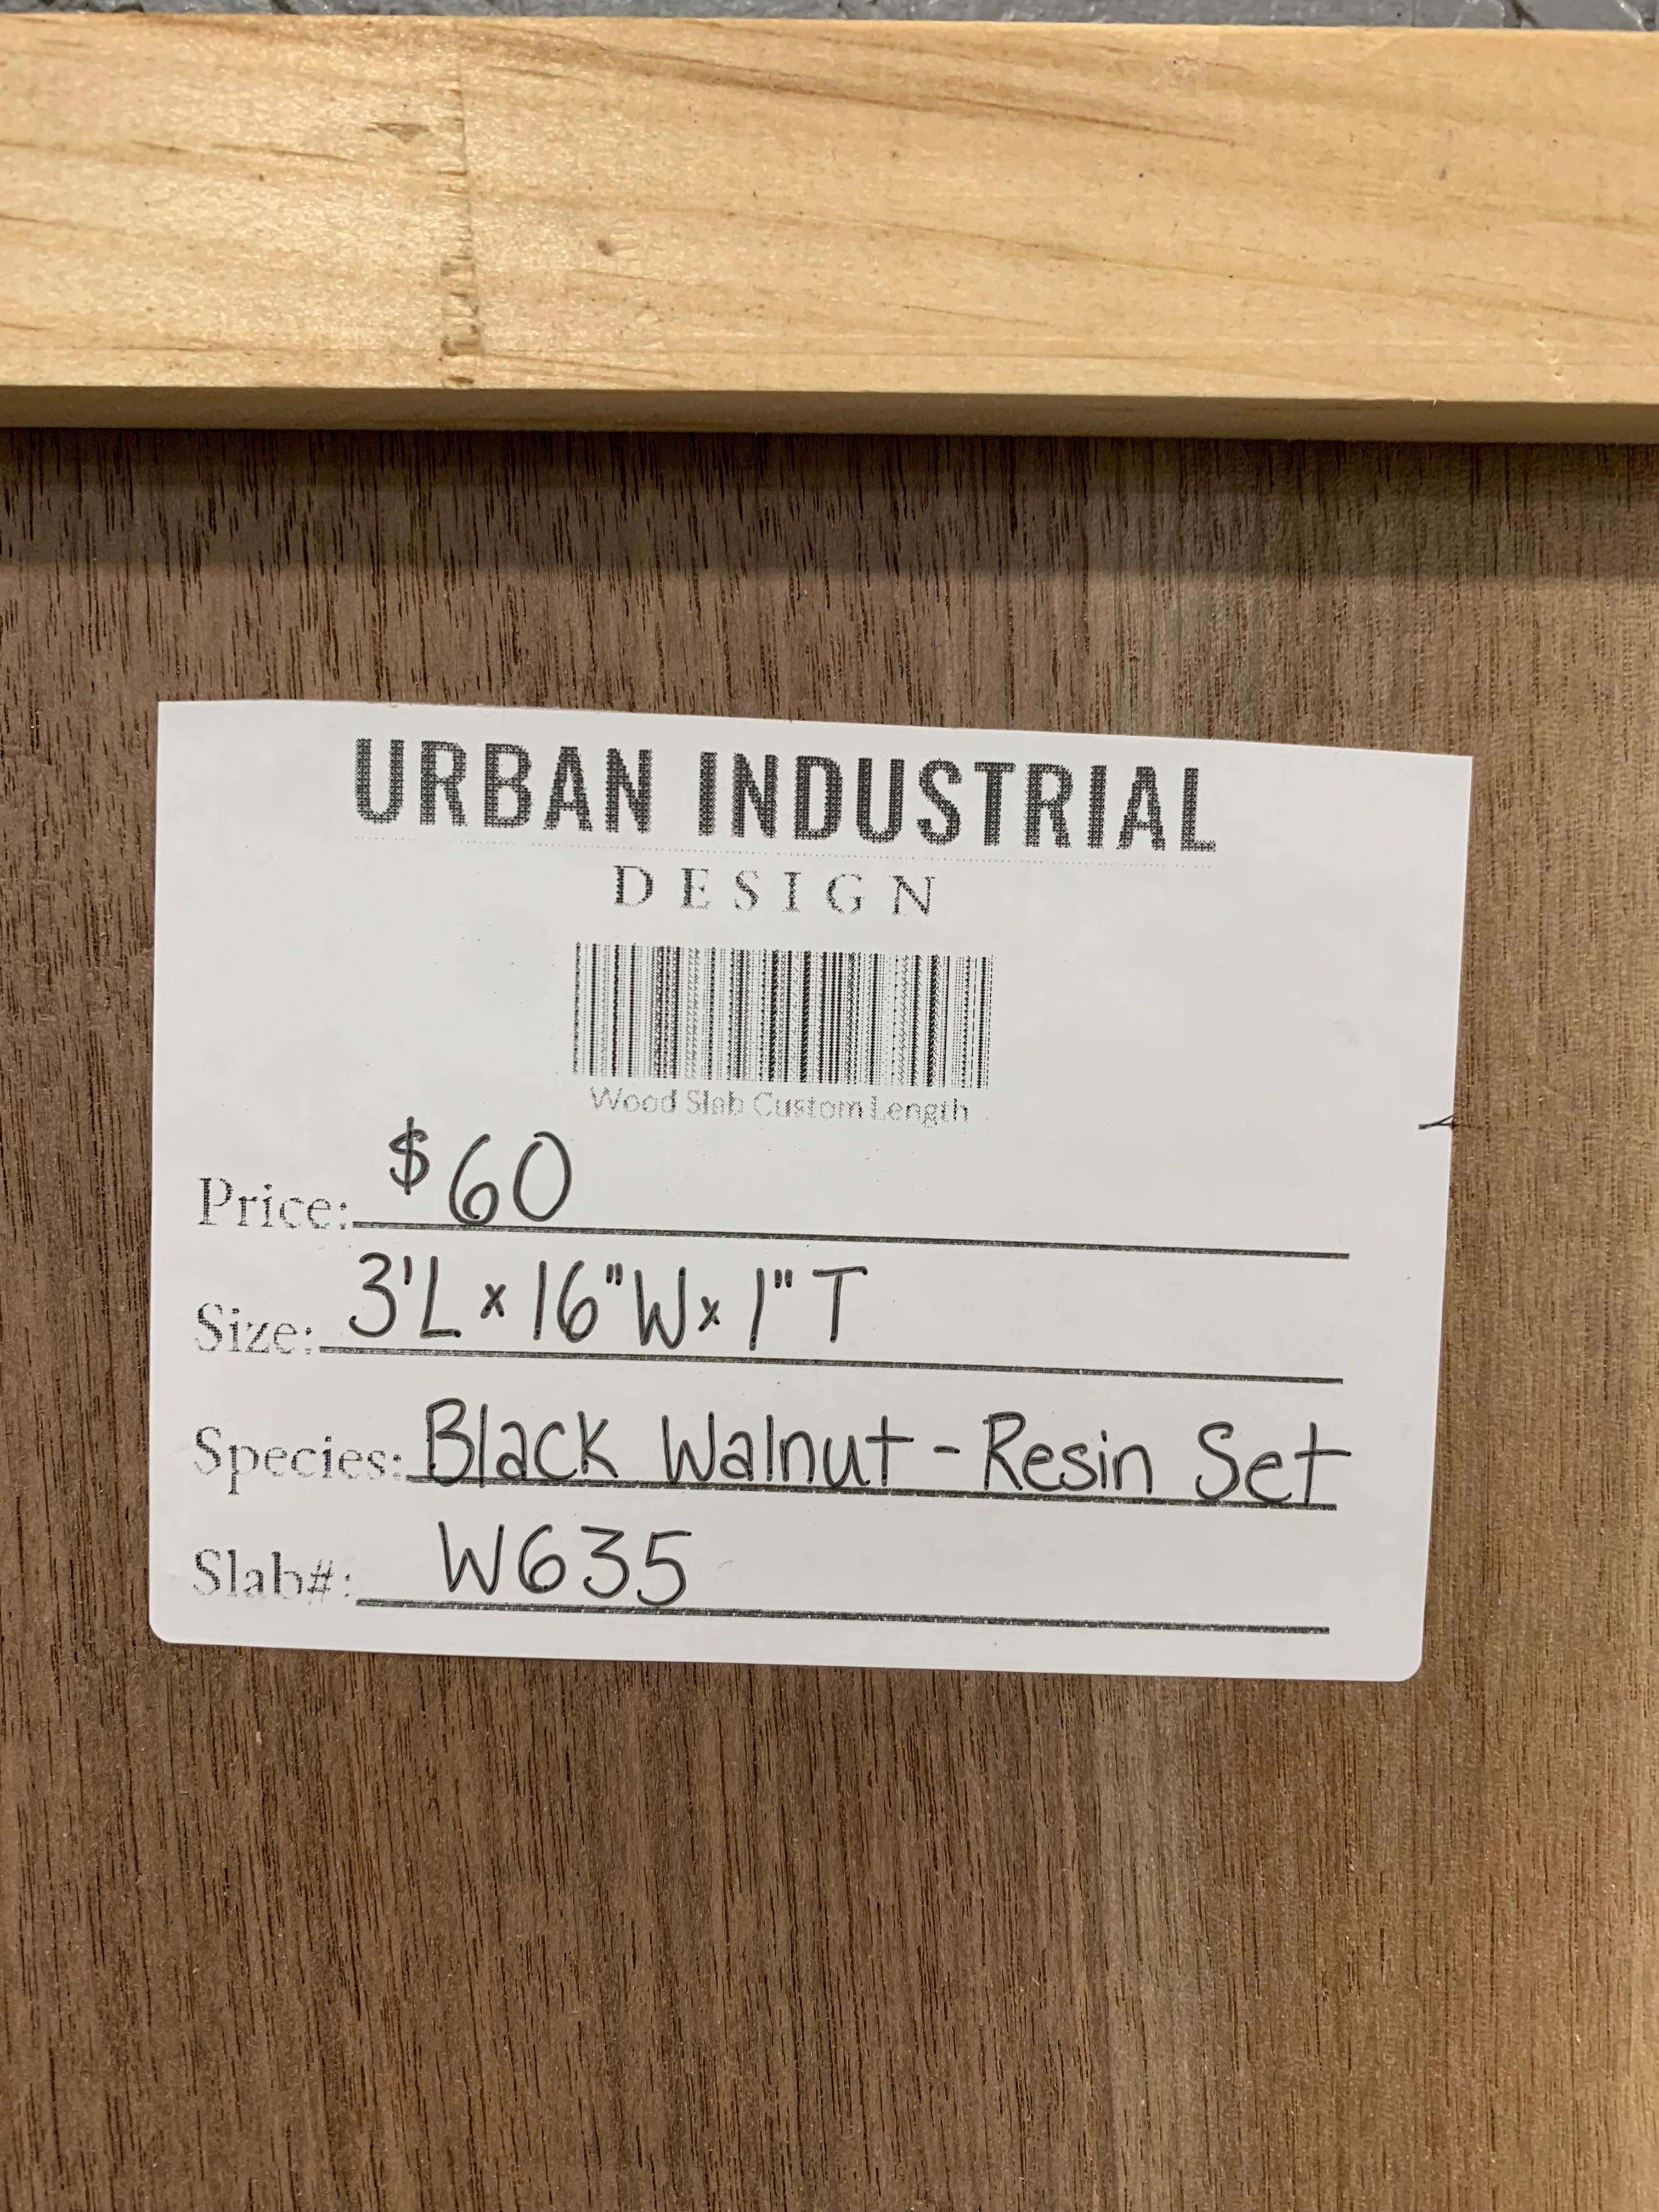 URBAN INDUSTRIAL
DESIGN
Wood Slab Custom Length
Price: $60
Size: 3'L x 16"W x 1"T
Species: Black Walnut - Resin Set
Slab#: W635